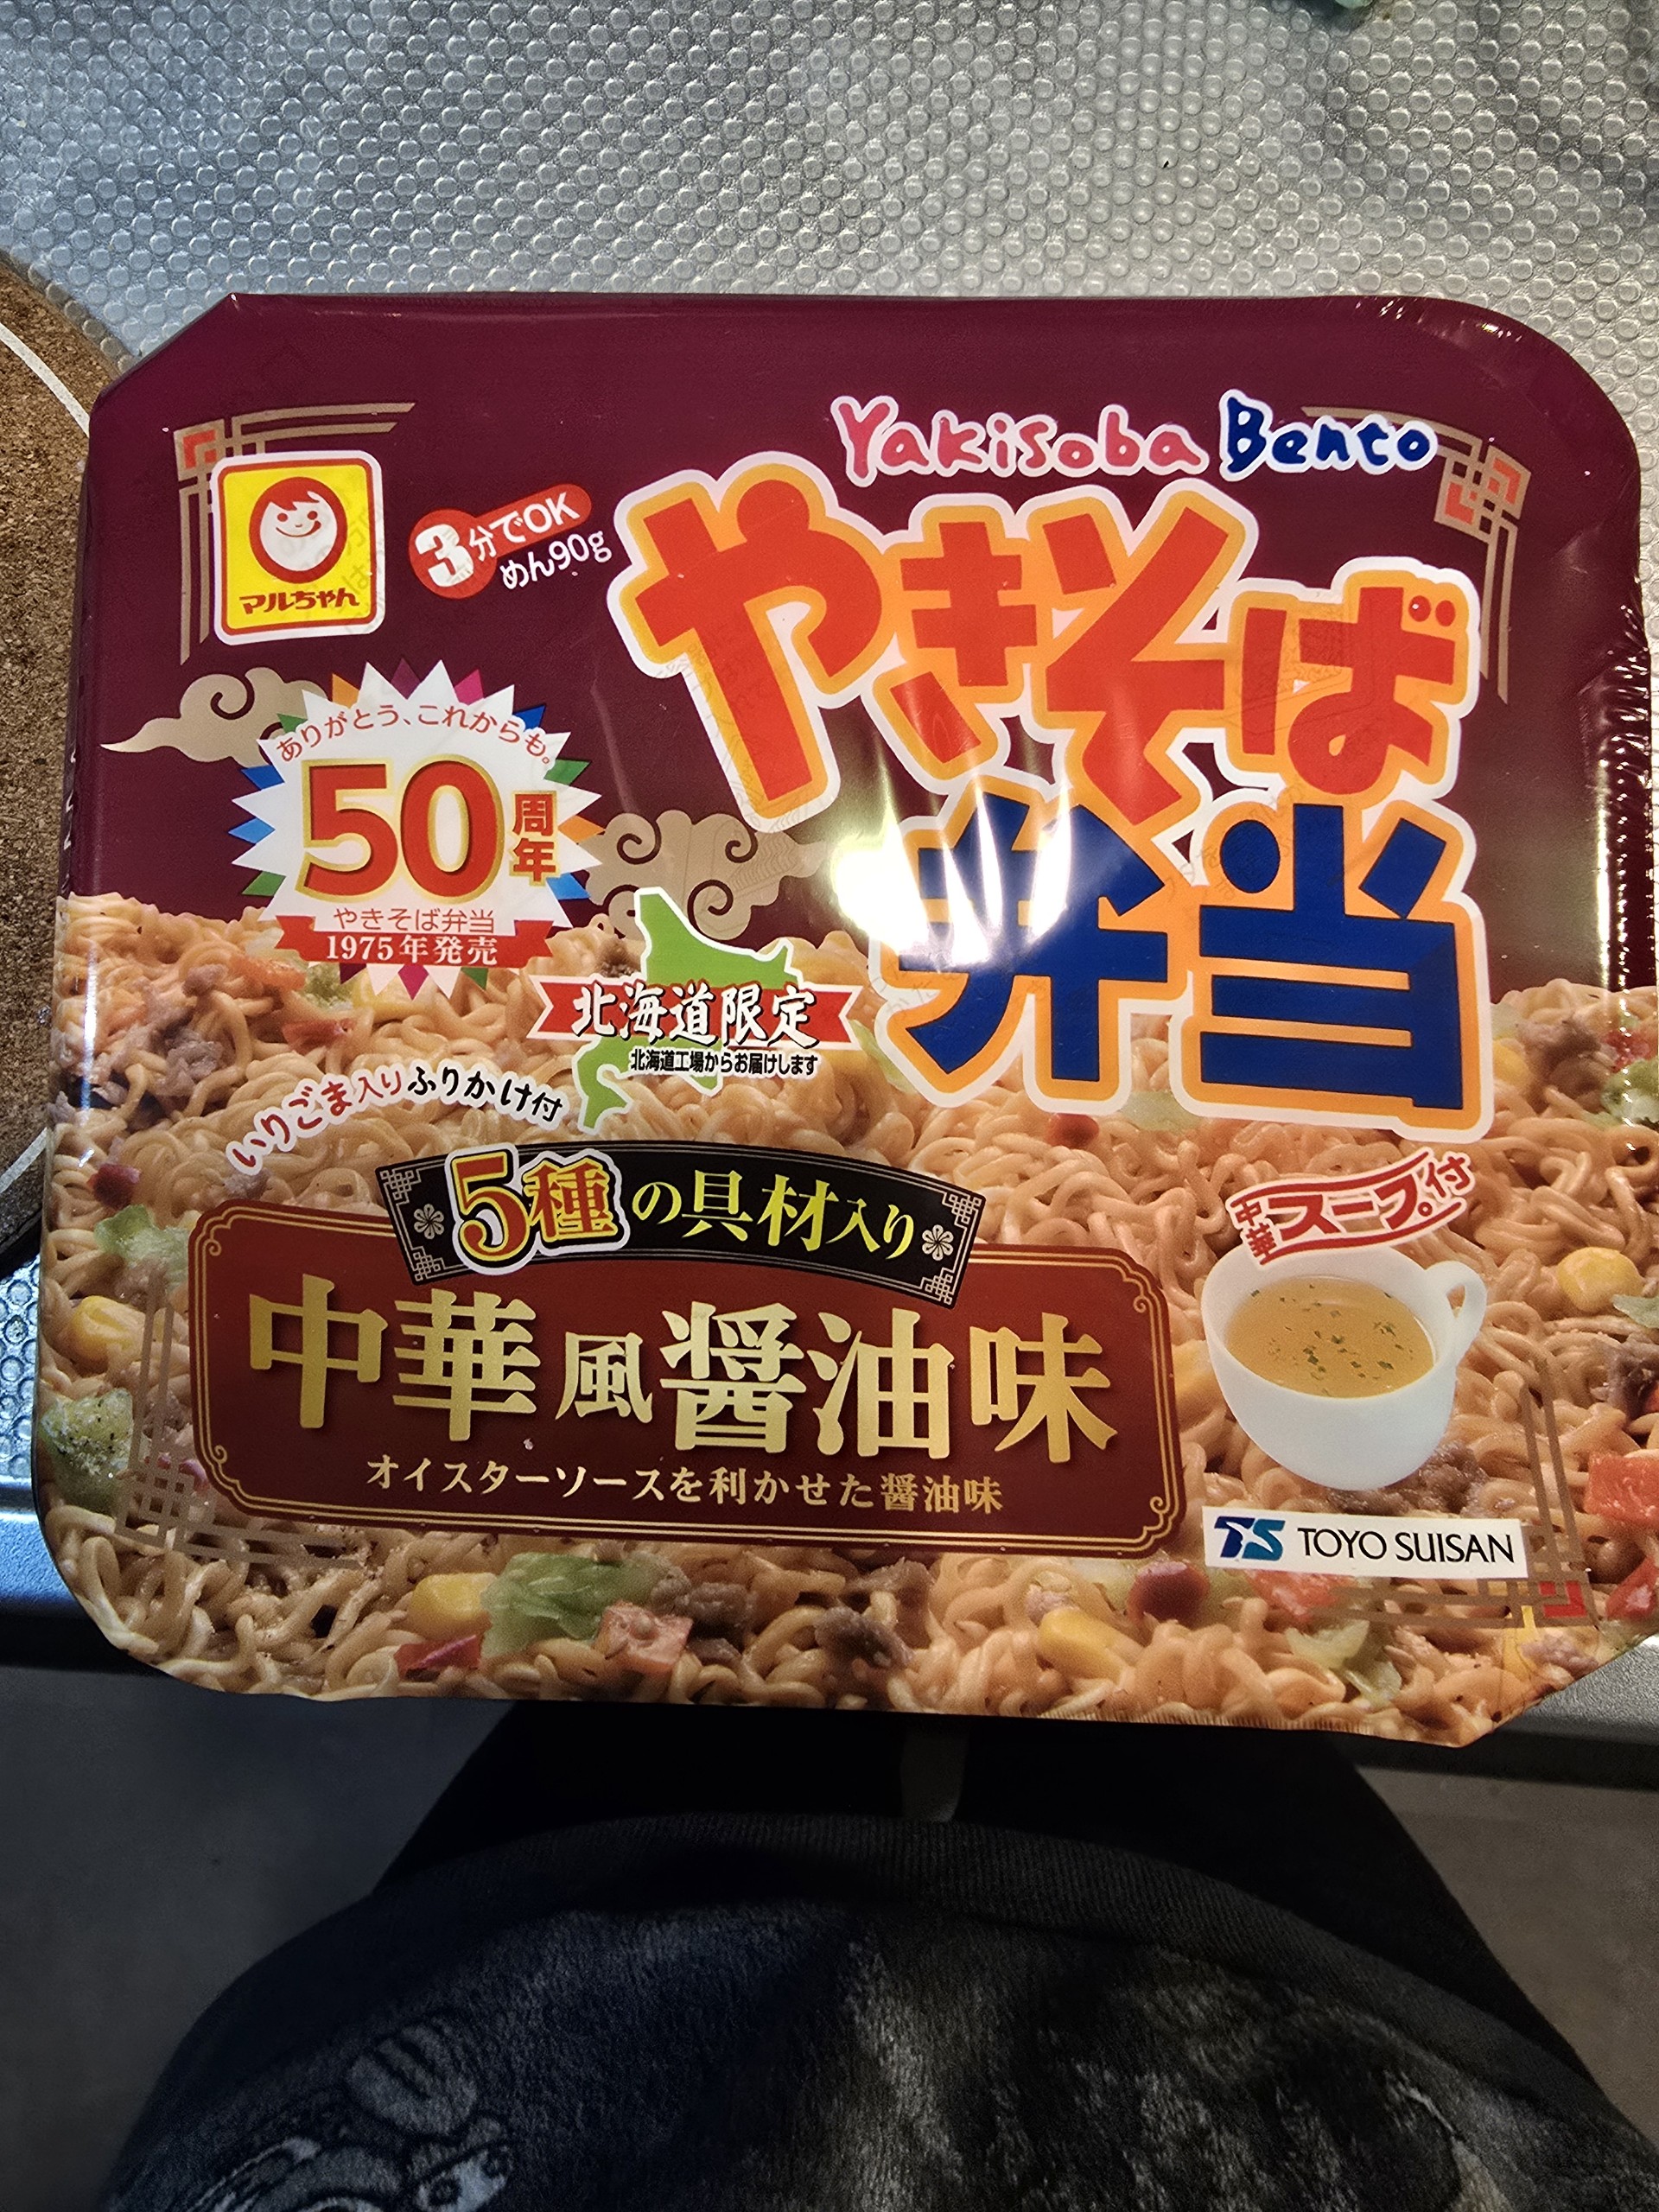 Yakisoba Bento
やきそば
弁当
マルちゃん
3分でOK
めん90g
ありがとう、これからも。
50周年
やきそば弁当
1975年発売
北海道限定
北海道工場からお届けします
いりごま入りふりかけ付
5種の具材入り
中華風醤油味
オイスターソースを利かせた醤油味
中華スープ付
TS TOYO SUISAN